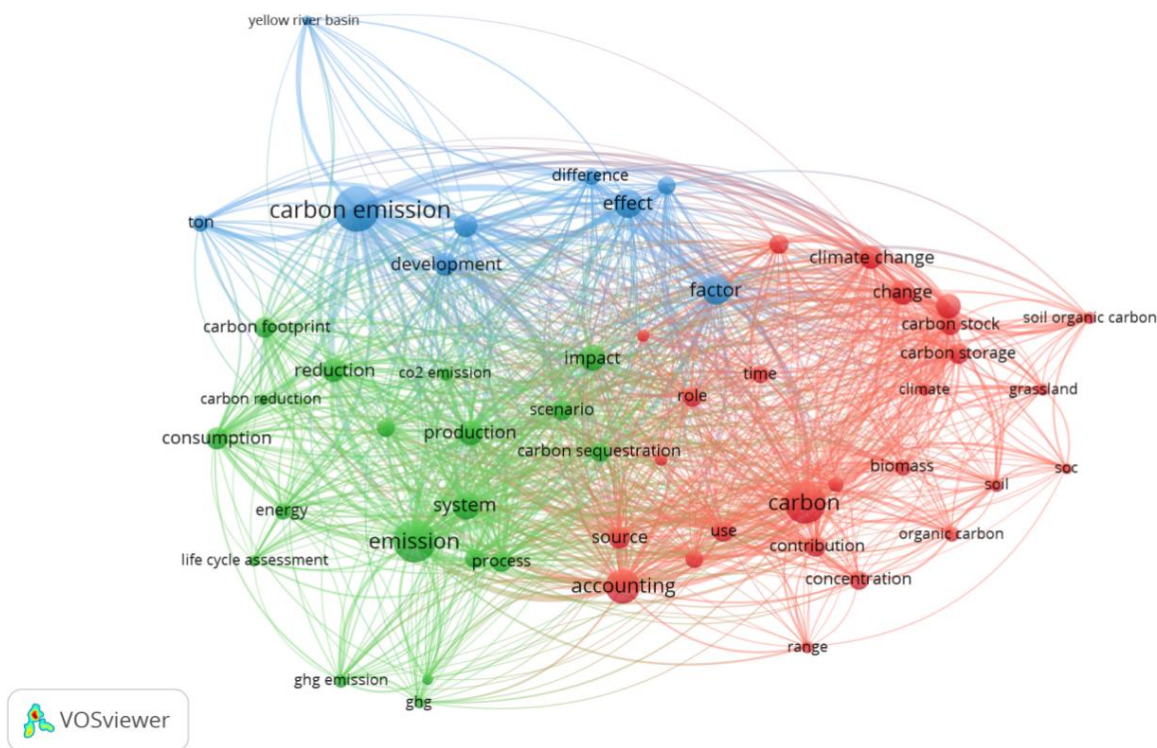 yellow river basin
difference
carbon emission
effect
ton
development
climate change
factor
change
carbon footprint
soil organic carbon
carbon stock
carbon storage
impact
reduction
co2 emission
time
climate
grassland
role
carbon reduction
scenario
consumption
production
carbon sequestration
biomass
soc
soil
carbon
system
energy
organic carbon
use
source
emission
contribution
life cycle assessment
process
concentration
accounting
range
ghg emission
ghg
VOSviewer